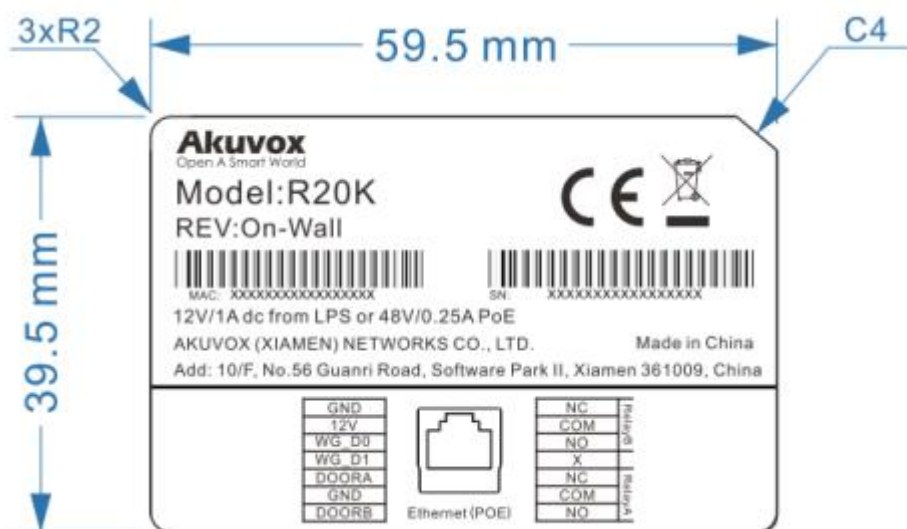 3xR2
59.5 mm
C4
39.5 mm
Akuvox
Open A Smart World
Model:R20K
REV:On-Wall
CE
MAC: XXXXXXXXXXXXXXXXX
SN: XXXXXXXXXXXXXXXXXX
12V/1A dc from LPS or 48V/0.25A PoE
AKUVOX (XIAMEN) NETWORKS CO., LTD. Made in China
Add: 10/F, No.56 Guanri Road, Software Park II, Xiamen 361009, China
GND
12V
WG_D0
WG_D1
DOORA
GND
DOORB
Ethernet(POE)
NC
COM
NO
X
NC
COM
NO
RelayB
RelayA